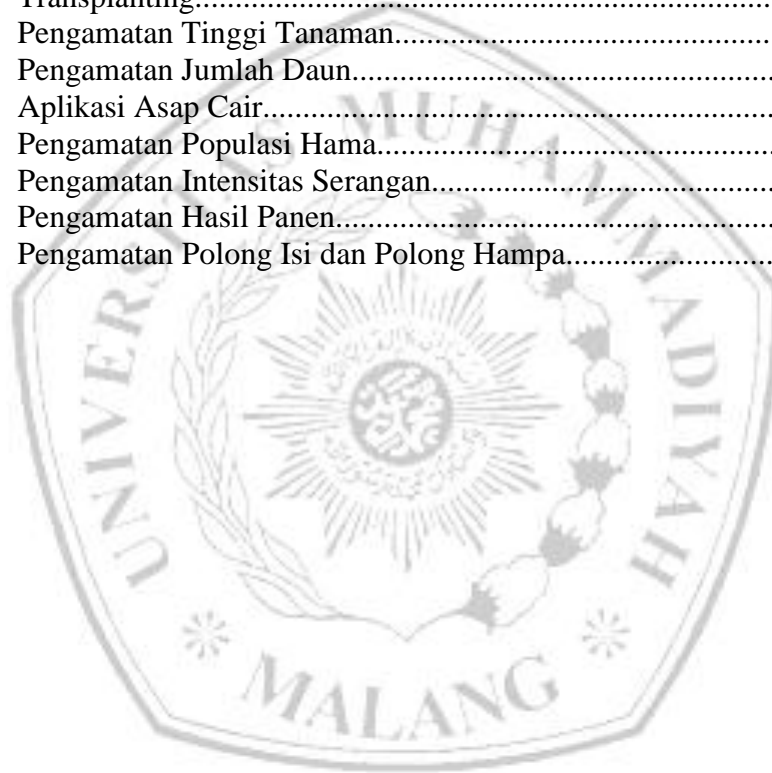 Transplanting..........................................................................
Pengamatan Tinggi Tanaman..................................................
Pengamatan Jumlah Daun........................................................
Aplikasi Asap Cair...................................................................
Pengamatan Populasi Hama.....................................................
Pengamatan Intensitas Serangan..............................................
Pengamatan Hasil Panen..........................................................
Pengamatan Polong Isi dan Polong Hampa............................
UNIVERSITAS MUHAMMADIYAH
MALANG